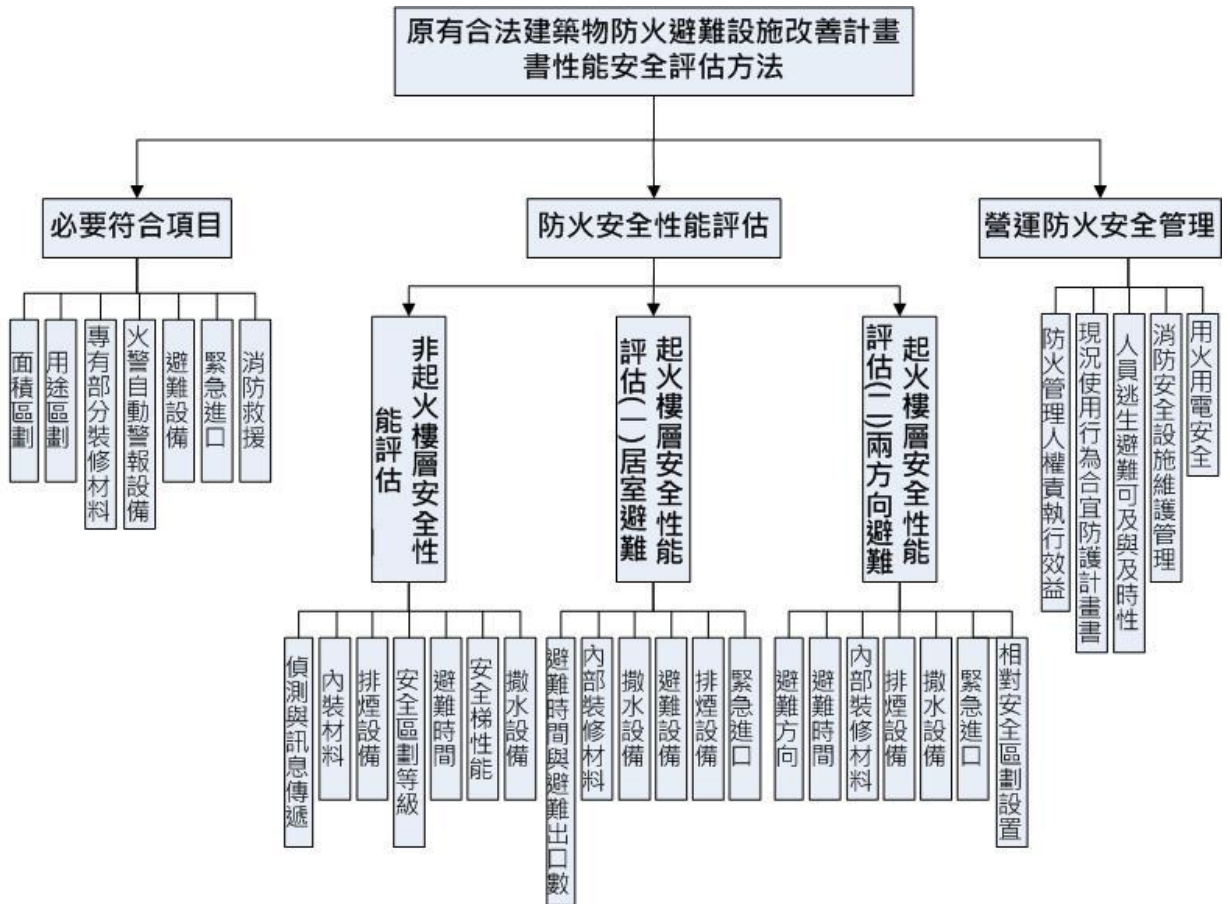 原有合法建築物防火避難設施改善計畫
書性能安全評估方法
必要符合項目
防火安全性能評估
營運防火安全管理
面積區劃
用途區劃
專有部分裝修材料
火警自動警報設備
避難設備
緊急進口
消防救援
非起火樓層安全性
能評估
起火樓層安全性能
評估(一)居室避難
起火樓層安全性能
評估(二)兩方向避難
防火管理人權責執行效益
現況使用行為合宜防護計畫書
人員逃生避難可及與及時性
消防安全設施維護管理
用火用電安全
偵測與訊息傳遞
內裝材料
排煙設備
安全區劃等級
避難時間
安全梯性能
撒水設備
避難時間與避難出口數
內部裝修材料
撒水設備
避難設備
排煙設備
緊急進口
避難方向
避難時間
內部裝修材料
排煙設備
撒水設備
緊急進口
相對安全區劃設置